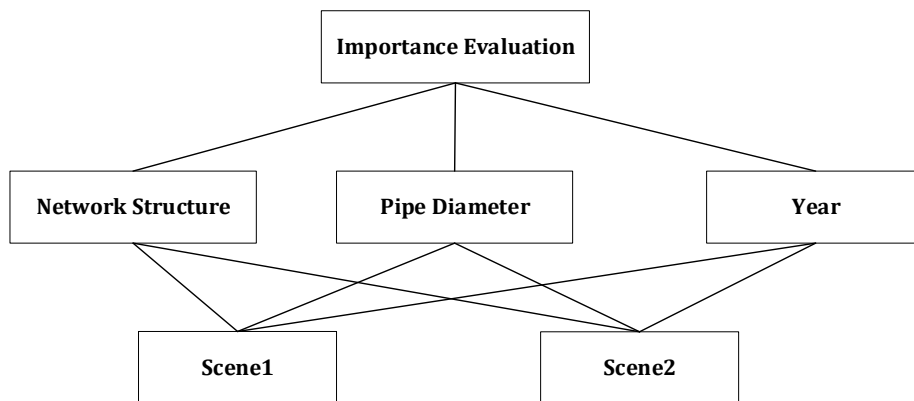 Importance Evaluation
Network Structure
Pipe Diameter
Year
Scene1
Scene2